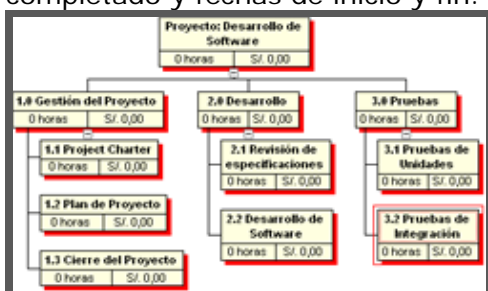 completado y fechas de inicio y fin.
Proyecto: Desarrollo de
Software
0 horas S/. 0,00
1.0 Gestión del Proyecto
0 horas S/. 0,00
2.0 Desarrollo
0 horas S/. 0,00
3.0 Pruebas
0 horas S/. 0,00
1.1 Project Charter
0 horas S/. 0,00
2.1 Revisión de
especificaciones
0 horas S/. 0,00
3.1 Pruebas de
Unidades
0 horas S/. 0,00
1.2 Plan de Proyecto
0 horas S/. 0,00
2.2 Desarrollo de
Software
0 horas S/. 0,00
3.2 Pruebas de
Integración
0 horas S/. 0,00
1.3 Cierre del Proyecto
0 horas S/. 0,00